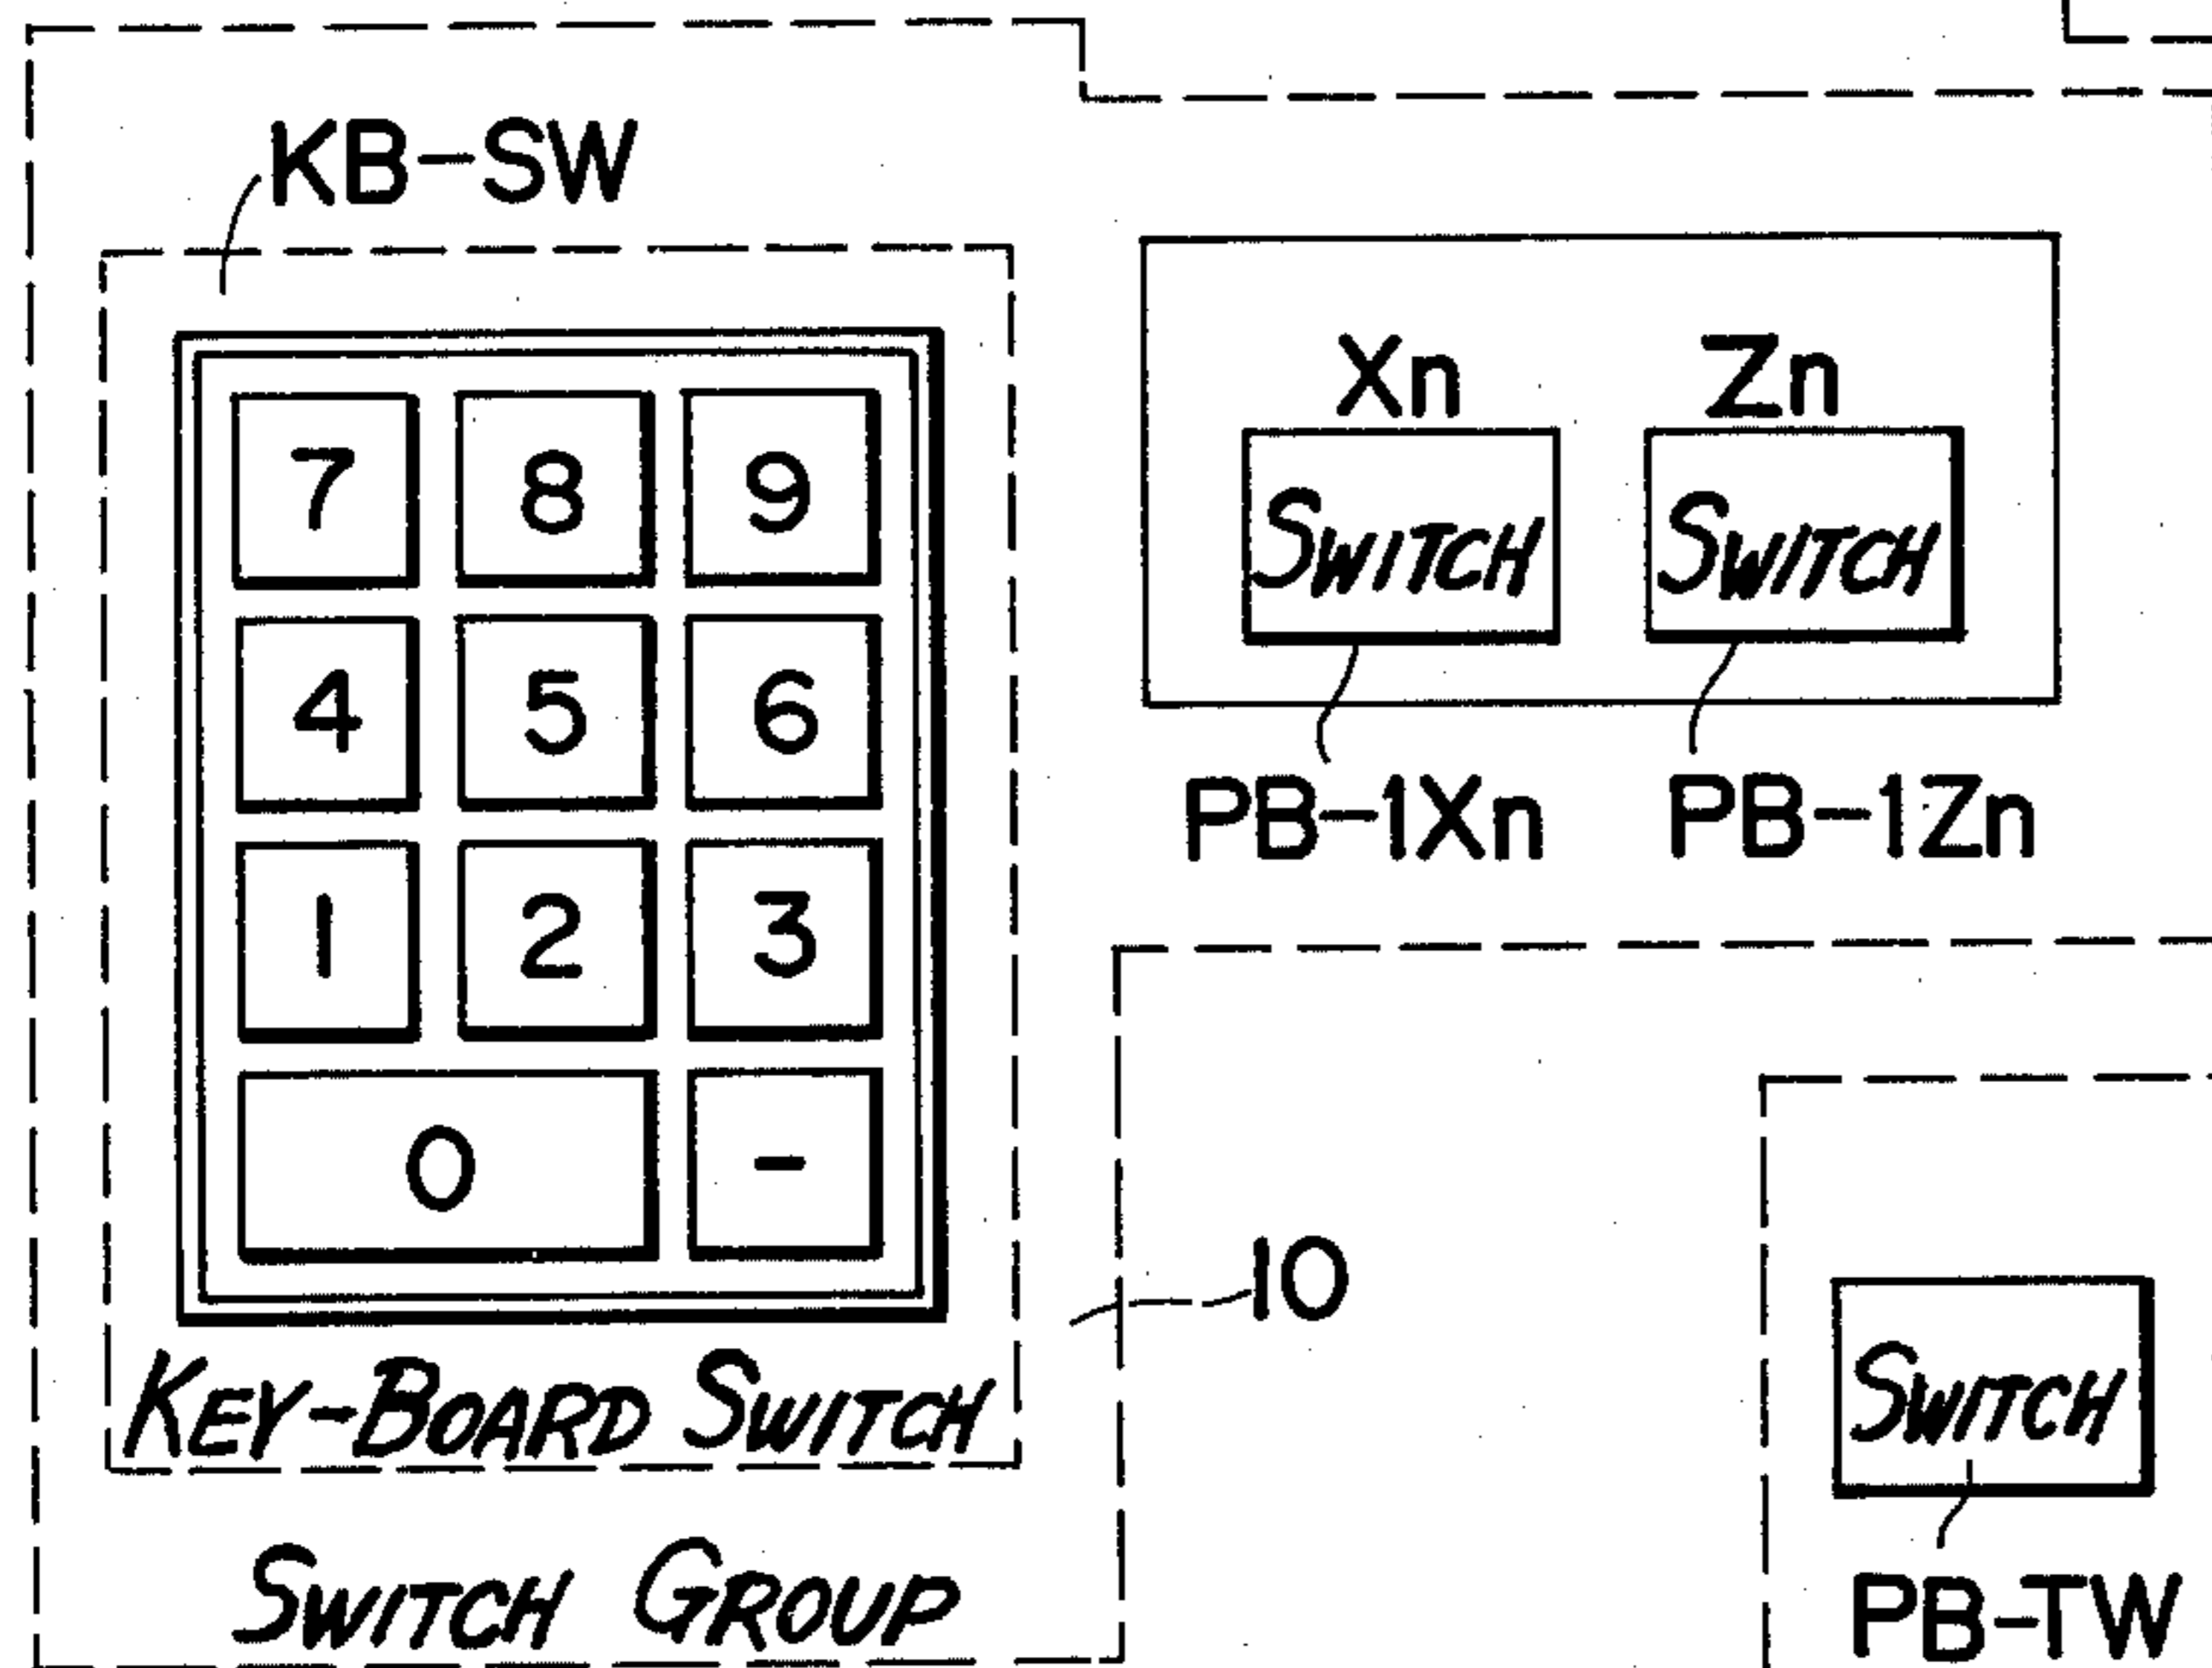 KB-SW
7 8 9
4 5 6
1 2 3
0 -
KEY-BOARD SWITCH
SWITCH GROUP
10
Xn Zn
SWITCH SWITCH
PB-1Xn PB-1Zn
SWITCH
PB-TW